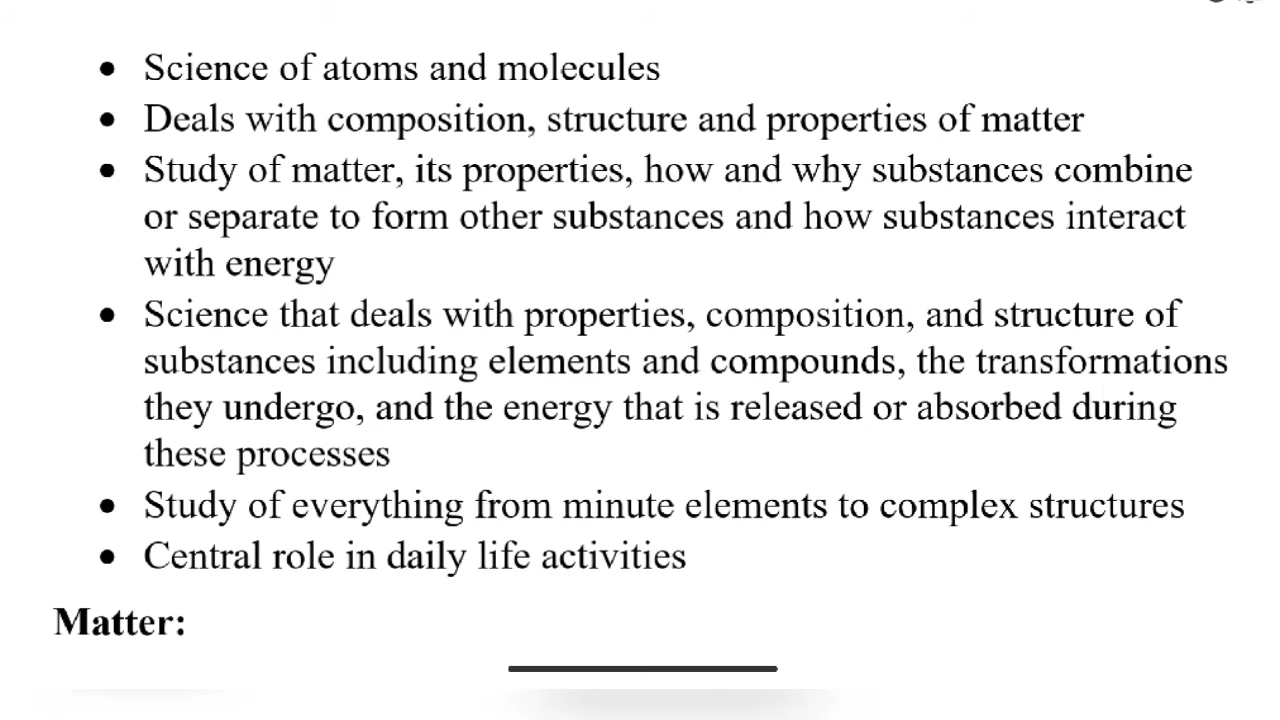 • Science of atoms and molecules
• Deals with composition, structure and properties of matter
• Study of matter, its properties, how and why substances combine
or separate to form other substances and how substances interact
with energy
• Science that deals with properties, composition, and structure of
substances including elements and compounds, the transformations
they undergo, and the energy that is released or absorbed during
these processes
• Study of everything from minute elements to complex structures
• Central role in daily life activities
Matter: